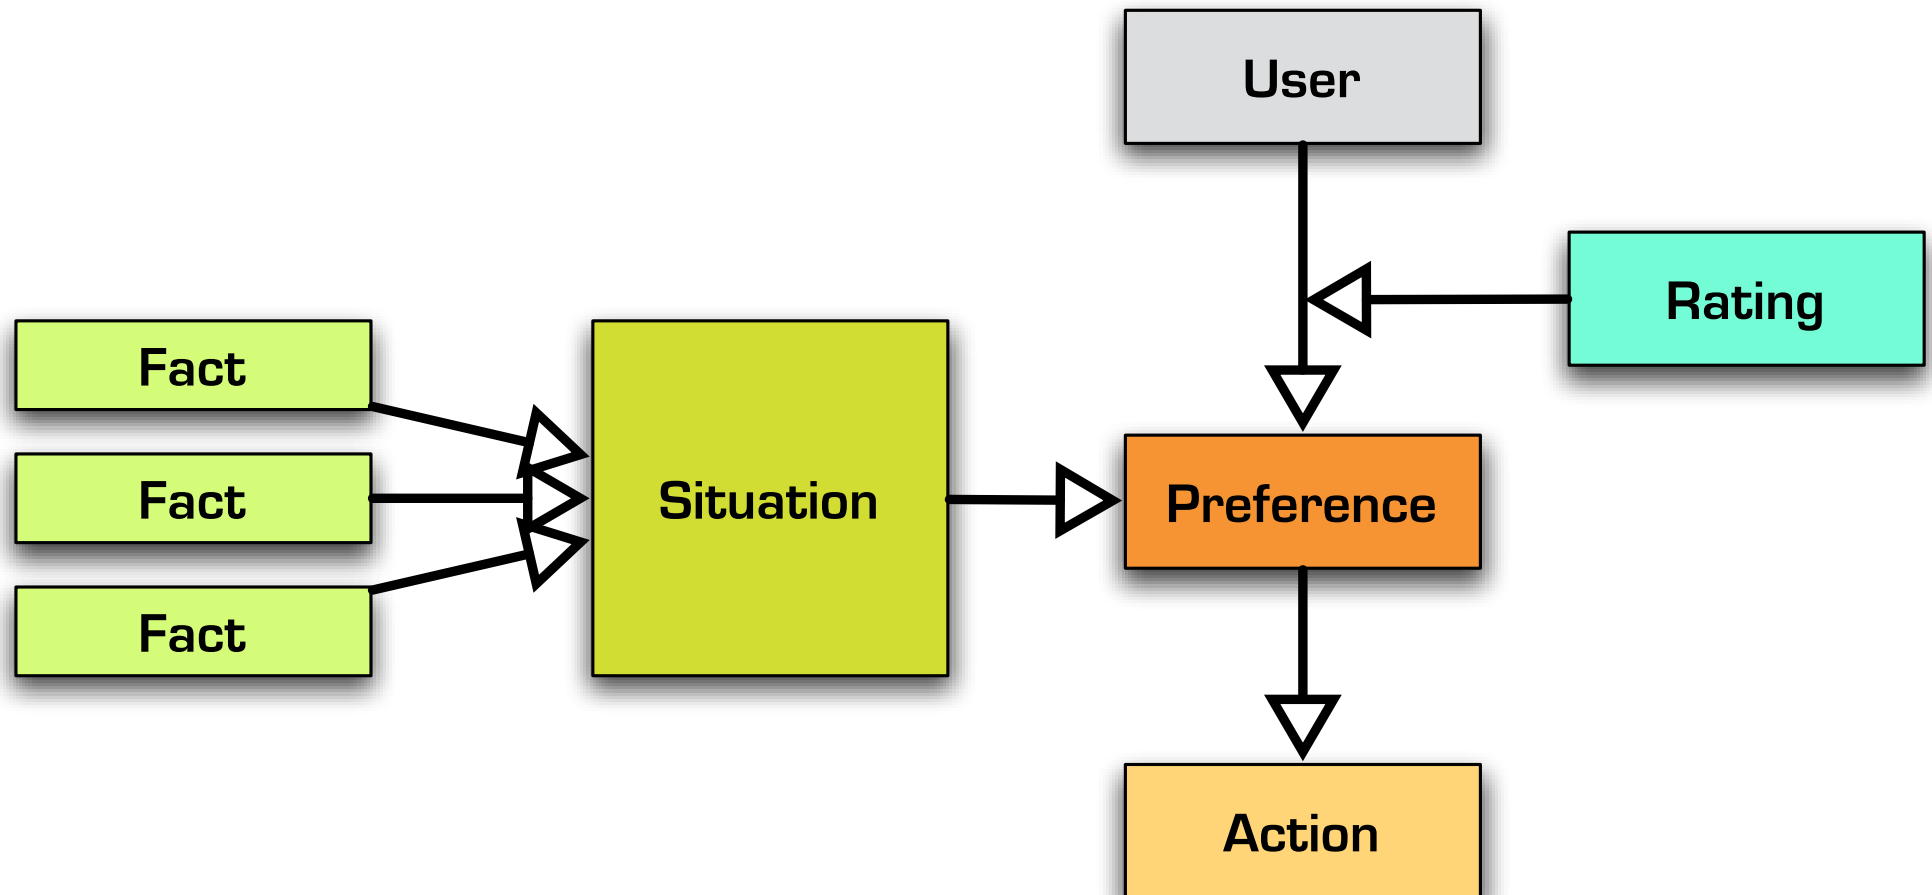 User
Rating
Fact
Fact
Situation
Preference
Fact
Action